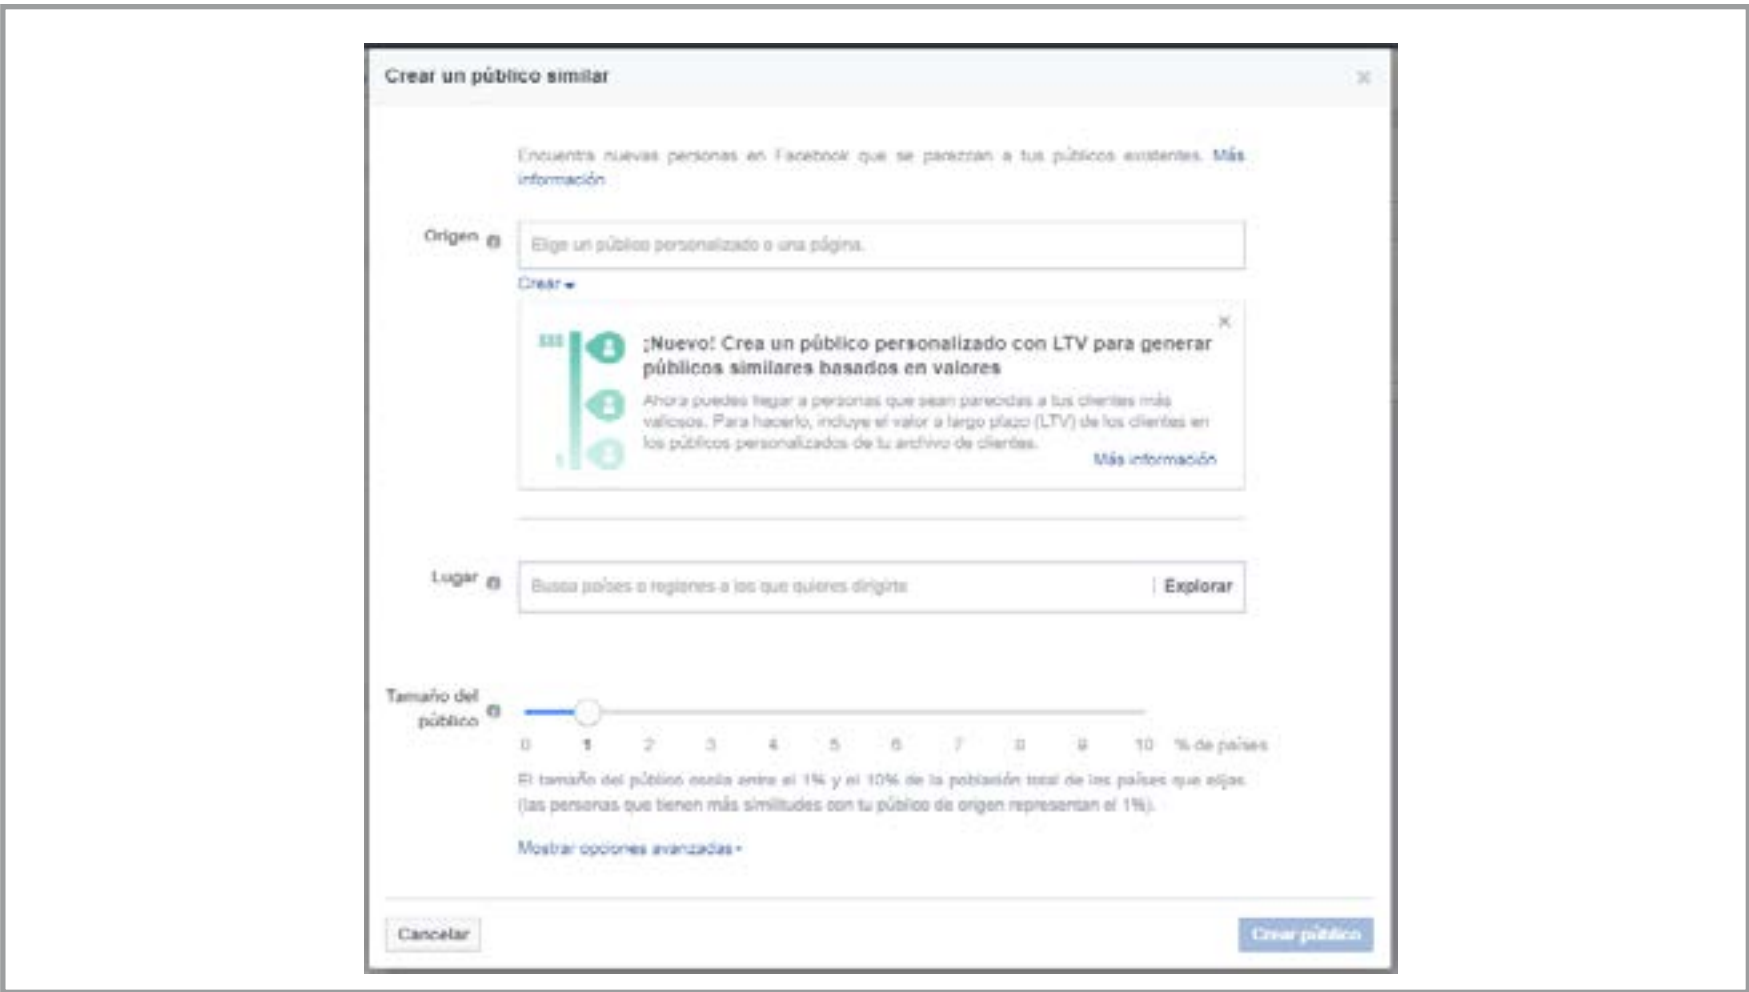 Crear un público similar
Encuentra nuevas personas en Facebook que se parezcan a tus públicos existentes. Más
información
Origen
Elige un público personalizado o una página.
Crear
$$$
¡Nuevo! Crea un público personalizado con LTV para generar
públicos similares basados en valores
Ahora puedes llegar a personas que sean parecidas a tus clientes más
valiosos. Para hacerlo, incluye el valor a largo plazo (LTV) de los clientes en
los públicos personalizados de tu archivo de clientes.
$
Más información
Lugar
Busca países o regiones a los que quieres dirigirte
Explorar
Tamaño del
público
0 1 2 3 4 5 6 7 8 9 10 % de países
El tamaño del público oscila entre el 1% y el 10% de la población total de los países que elijas
(las personas que tienen más similitudes con tu público de origen representan el 1%).
Mostrar opciones avanzadas
Cancelar
Crear público